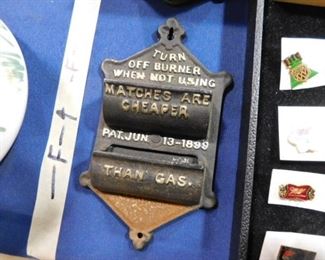 TURN
OFF BURNER
WHEN NOT USING
MATCHES ARE
CHEAPER
PAT. JUN. 13-1899
THAN GAS.